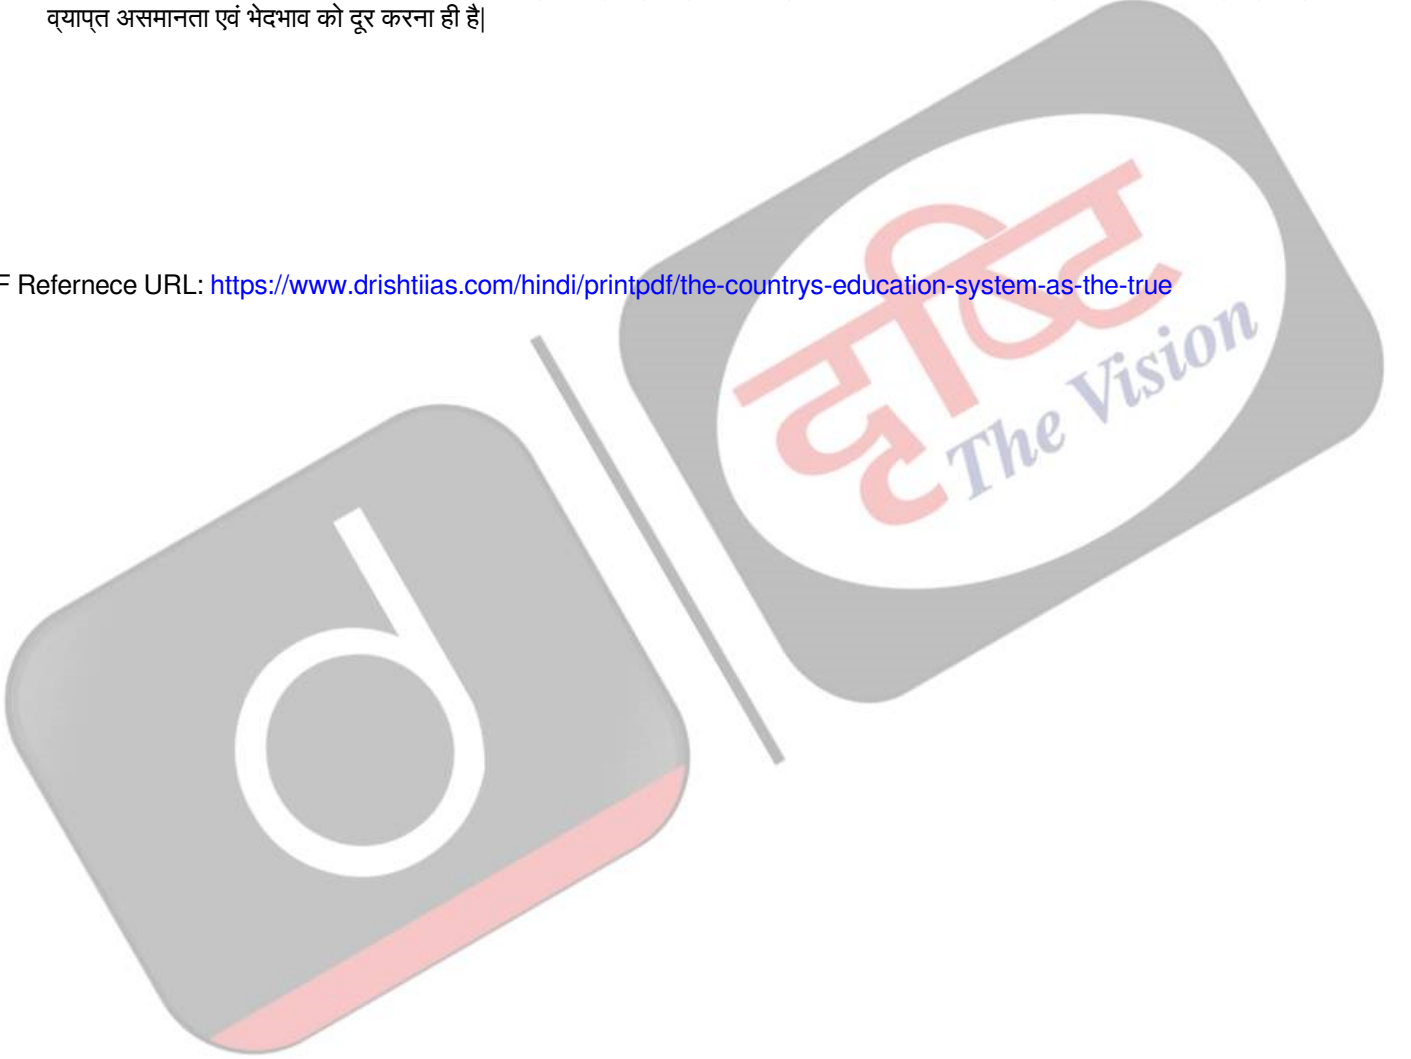 व्याप्त असमानता एवं भेदभाव को दूर करना ही है|
F Refernece URL: https://www.drishtiias.com/hindi/printpdf/the-countrys-education-system-as-the-true
दृष्टि
The Vision
d